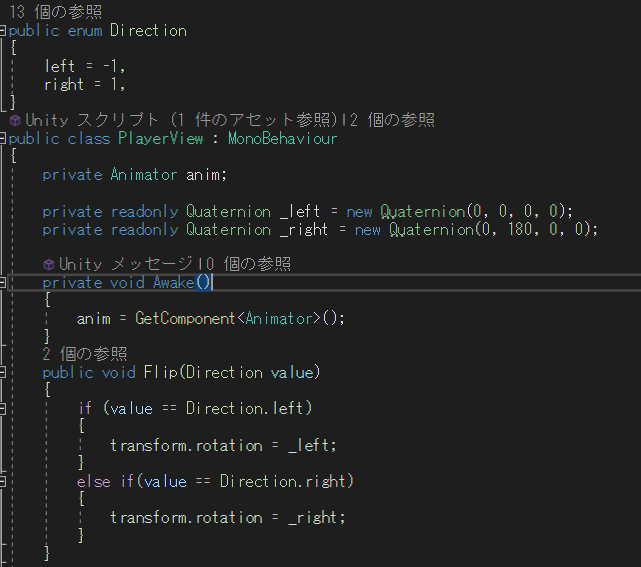 13 個の参照
public enum Direction
{
left = -1,
right = 1,
}
Unity スクリプト (1 件のアセット参照)|2 個の参照
public class PlayerView : MonoBehaviour
{
private Animator anim;
private readonly Quaternion _left = new Quaternion(0, 0, 0, 0);
private readonly Quaternion _right = new Quaternion(0, 180, 0, 0);
Unity メッセージ|0 個の参照
private void Awake()
{
anim = GetComponent<Animator>();
}
2 個の参照
public void Flip(Direction value)
{
if (value == Direction.left)
{
transform.rotation = _left;
}
else if(value == Direction.right)
{
transform.rotation = _right;
}
}